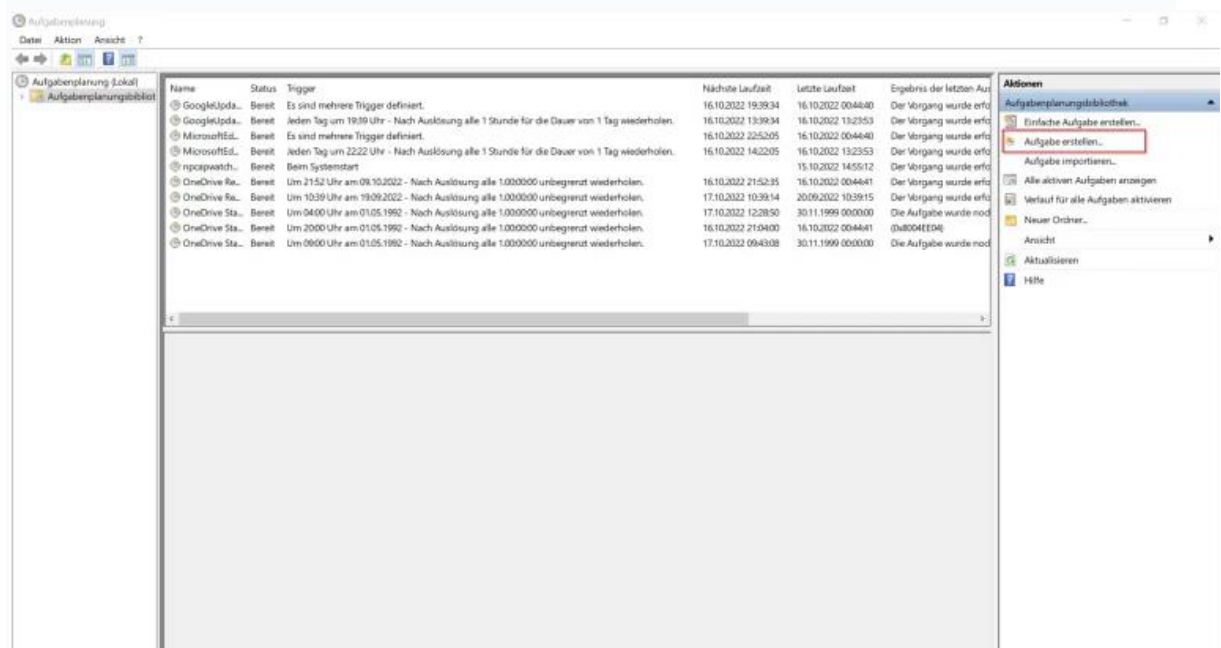 Aufgabenplanung
Datei Aktion Ansicht ?
Aufgabenplanung (Lokal)
Aufgabenplanungsbibliot
Name Status Trigger Nächste Laufzeit Letzte Laufzeit Ergebnis der letzten Aus
GoogleUpda... Bereit Es sind mehrere Trigger definiert. 16.10.2022 19:39:34 16.10.2022 00:44:40 Der Vorgang wurde erfo
GoogleUpda... Bereit Jeden Tag um 19:39 Uhr - Nach Auslösung alle 1 Stunde für die Dauer von 1 Tag wiederholen. 16.10.2022 13:39:34 16.10.2022 13:23:53 Der Vorgang wurde erfo
MicrosoftEd... Bereit Es sind mehrere Trigger definiert. 16.10.2022 22:52:05 16.10.2022 00:44:40 Der Vorgang wurde erfo
MicrosoftEd... Bereit Jeden Tag um 22:22 Uhr - Nach Auslösung alle 1 Stunde für die Dauer von 1 Tag wiederholen. 16.10.2022 14:22:05 16.10.2022 13:23:53 Der Vorgang wurde erfo
npcapwatch... Bereit Beim Systemstart 15.10.2022 14:55:12 Der Vorgang wurde erfo
OneDrive Re... Bereit Um 21:52 Uhr am 09.10.2022 - Nach Auslösung alle 1.00:00:00 unbegrenzt wiederholen. 16.10.2022 21:52:35 16.10.2022 00:44:41 Der Vorgang wurde erfo
OneDrive Re... Bereit Um 10:39 Uhr am 19.09.2022 - Nach Auslösung alle 1.00:00:00 unbegrenzt wiederholen. 17.10.2022 10:39:14 20.09.2022 10:39:15 Der Vorgang wurde erfo
OneDrive Sta... Bereit Um 04:00 Uhr am 01.05.1992 - Nach Auslösung alle 1.00:00:00 unbegrenzt wiederholen. 17.10.2022 12:28:50 30.11.1999 00:00:00 Die Aufgabe wurde noch
OneDrive Sta... Bereit Um 20:00 Uhr am 01.05.1992 - Nach Auslösung alle 1.00:00:00 unbegrenzt wiederholen. 16.10.2022 21:04:00 16.10.2022 00:44:41 (0x8004EE04)
OneDrive Sta... Bereit Um 09:00 Uhr am 01.05.1992 - Nach Auslösung alle 1.00:00:00 unbegrenzt wiederholen. 17.10.2022 09:43:08 30.11.1999 00:00:00 Die Aufgabe wurde noch
Aktionen
Aufgabenplanungsbibliothek
Einfache Aufgabe erstellen...
Aufgabe erstellen...
Aufgabe importieren...
Alle aktiven Aufgaben anzeigen
Verlauf für alle Aufgaben aktivieren
Neuer Ordner...
Ansicht
Aktualisieren
Hilfe